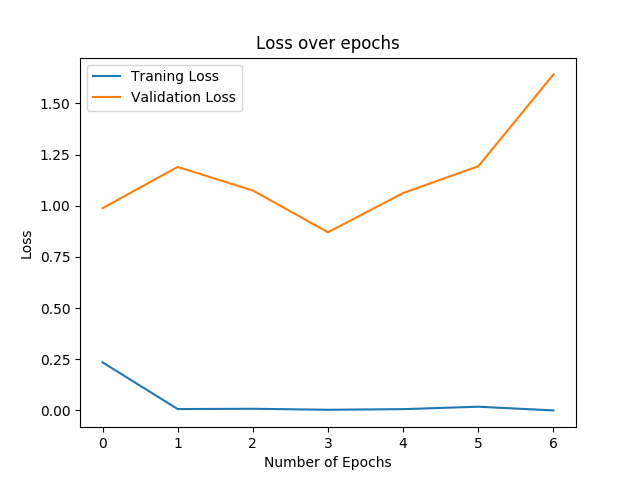 Loss over epochs
Traning Loss
Validation Loss
1.50
1.25
1.00
0.75
0.50
0.25
0.00
Loss
0 1 2 3 4 5 6
Number of Epochs